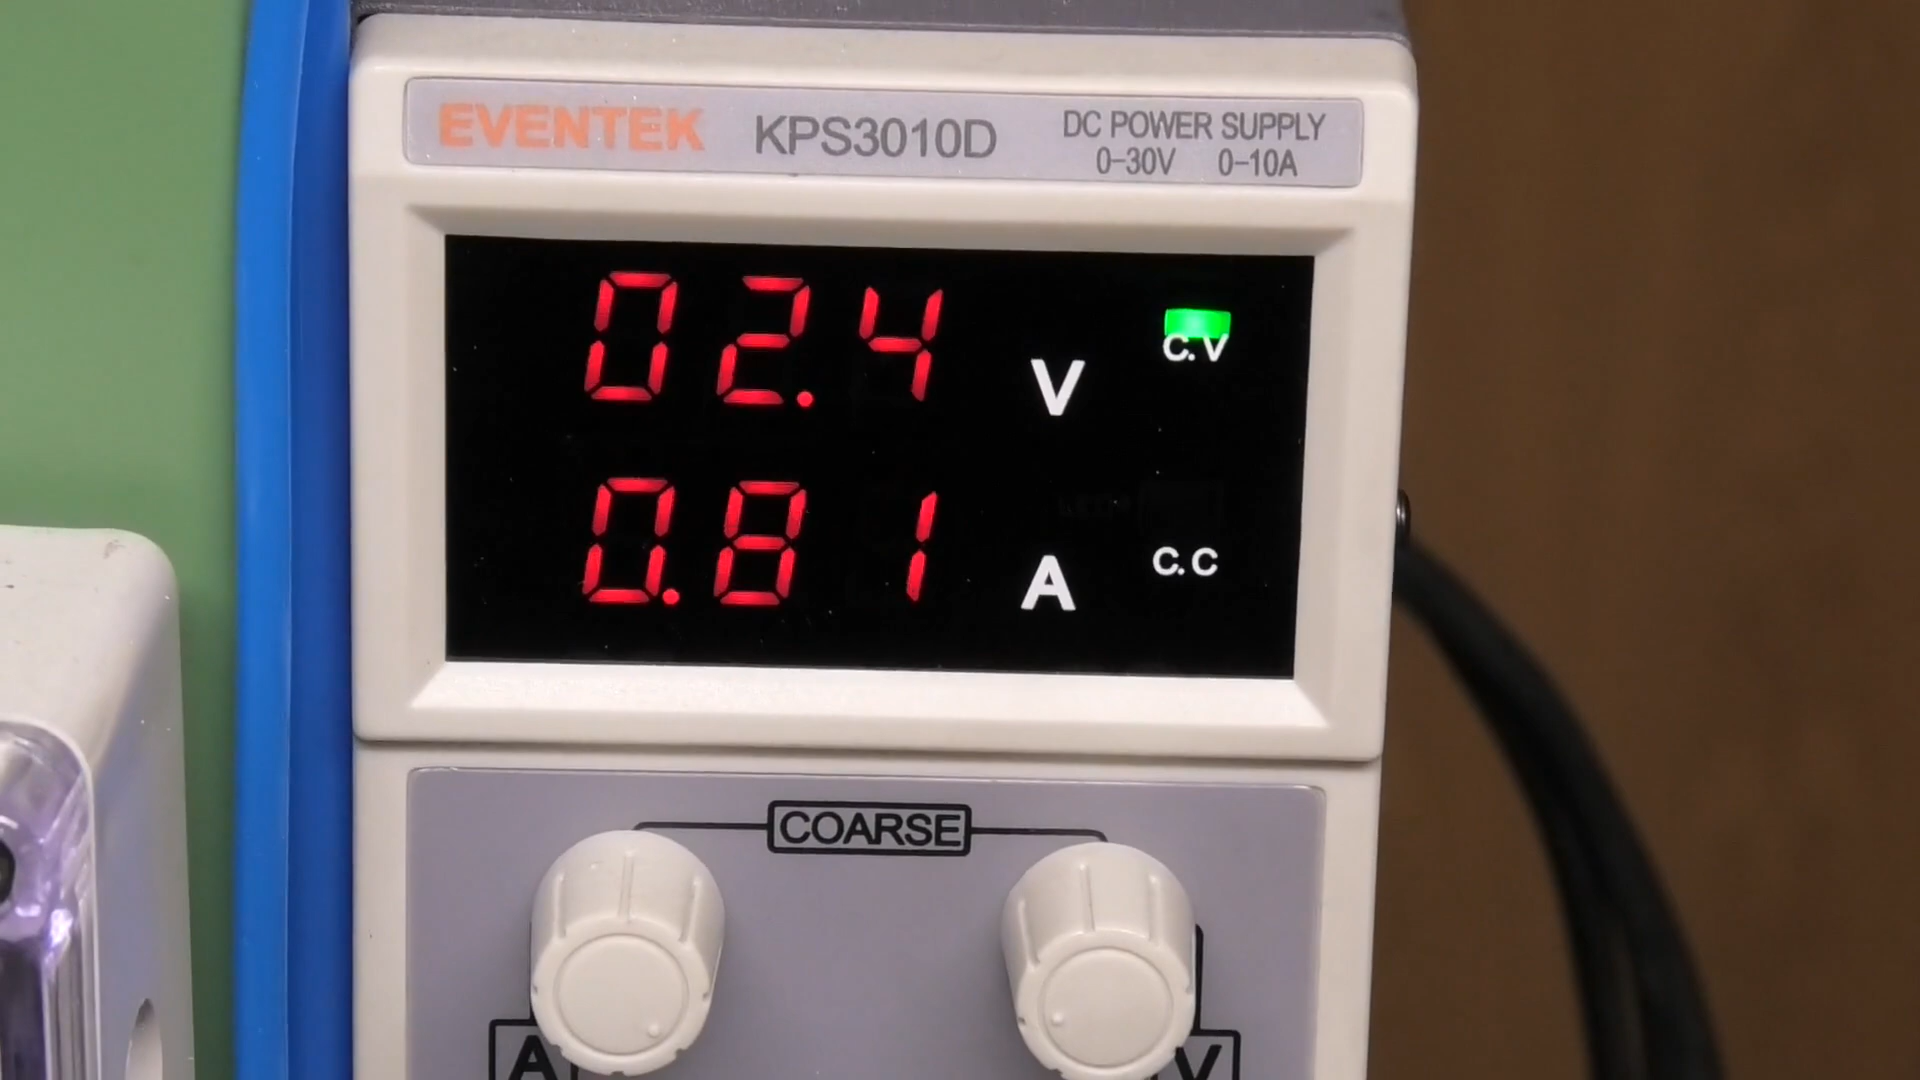 EVENTEK KPS3010D DC POWER SUPPLY
0-30V 0-10A
02.4 V C.V
0.81 A C.C
COARSE
A V